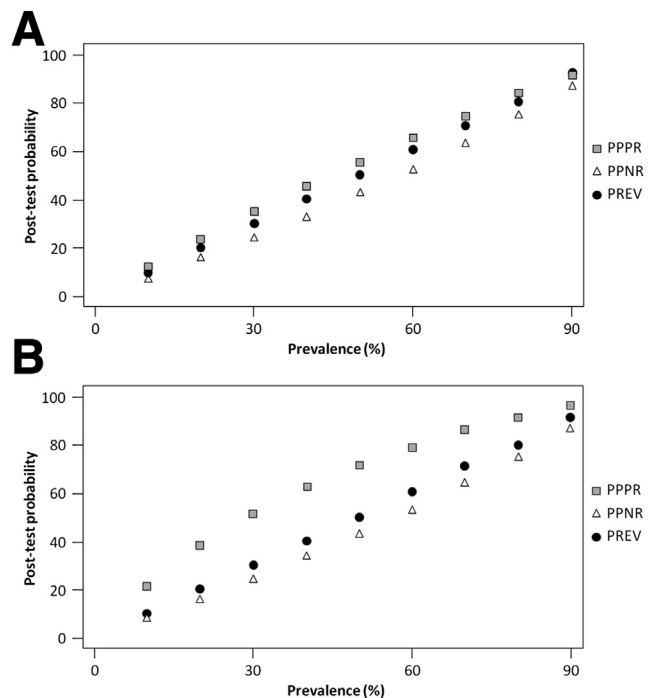 A
Post-test probability
100
80
60
40
20
0
0 30 60 90
Prevalence (%)
PPPR
PPNR
PREV
B
Post-test probability
100
80
60
40
20
0
0 30 60 90
Prevalence (%)
PPPR
PPNR
PREV